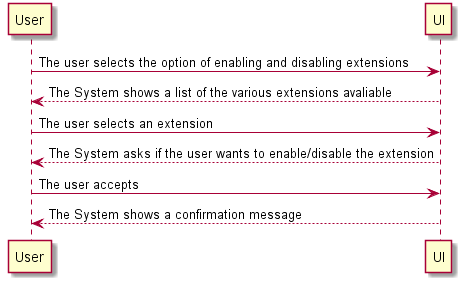 User UI
The user selects the option of enabling and disabling extensions
The System shows a list of the various extensions avaliable
The user selects an extension
The System asks if the user wants to enable/disable the extension
The user accepts
The System shows a confirmation message
User UI